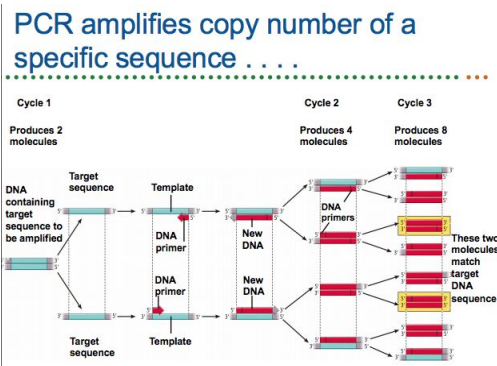 PCR amplifies copy number of a
specific sequence . . . .
Cycle 1
Produces 2
molecules
Cycle 2
Produces 4
molecules
Cycle 3
Produces 8
molecules
DNA
containing
target
sequence to
be amplified
Target
sequence
Template
DNA
primer
New
DNA
DNA
primers
DNA
primer
New
DNA
Target
sequence
Template
These two
molecules
match
target
DNA
sequence